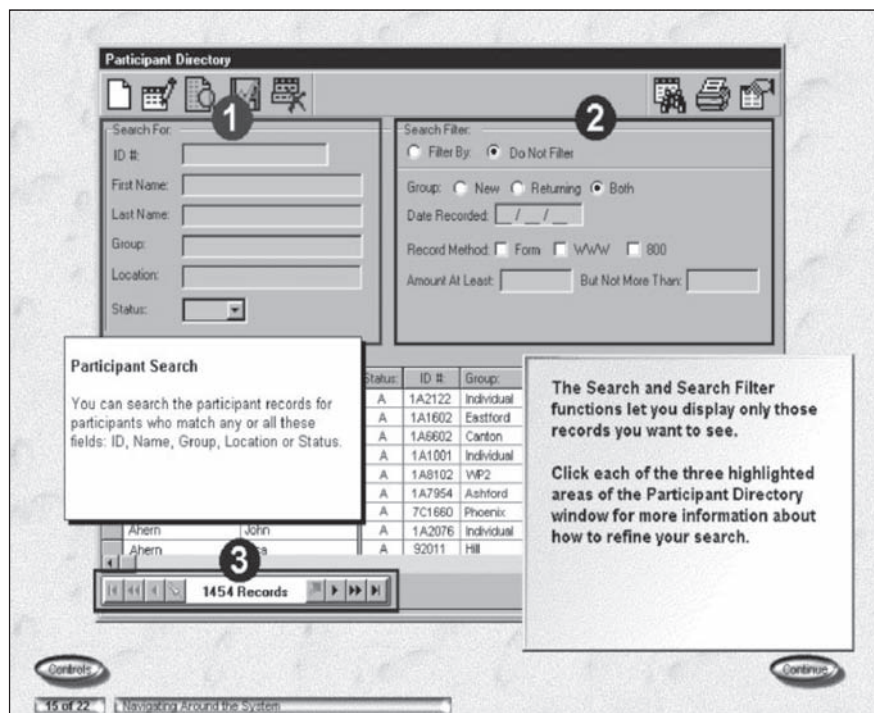 Participant Directory
1
2
Search For:
ID #:
First Name:
Last Name:
Group:
Location:
Status:
Search Filter:
Filter By: Do Not Filter
Group: New Returning Both
Date Recorded: __/__/__
Record Method: Form WWW 800
Amount At Least: But Not More Than:
Participant Search
You can search the participant records for
participants who match any or all these
fields: ID, Name, Group, Location or Status.
Status: ID #: Group:
A 1A2122 Individual
A 1A1602 Eastford
A 1A6602 Canton
A 1A1001 Individual
A 1A8102 WP2
A 1A7954 Ashford
A 7C1660 Phoenix
Ahern John A 1A2076 Individual
Ahern A 92011 Hill
3
1454 Records
The Search and Search Filter
functions let you display only those
records you want to see.
Click each of the three highlighted
areas of the Participant Directory
window for more information about
how to refine your search.
Controls
Continue
15 of 22 Navigating Around the System